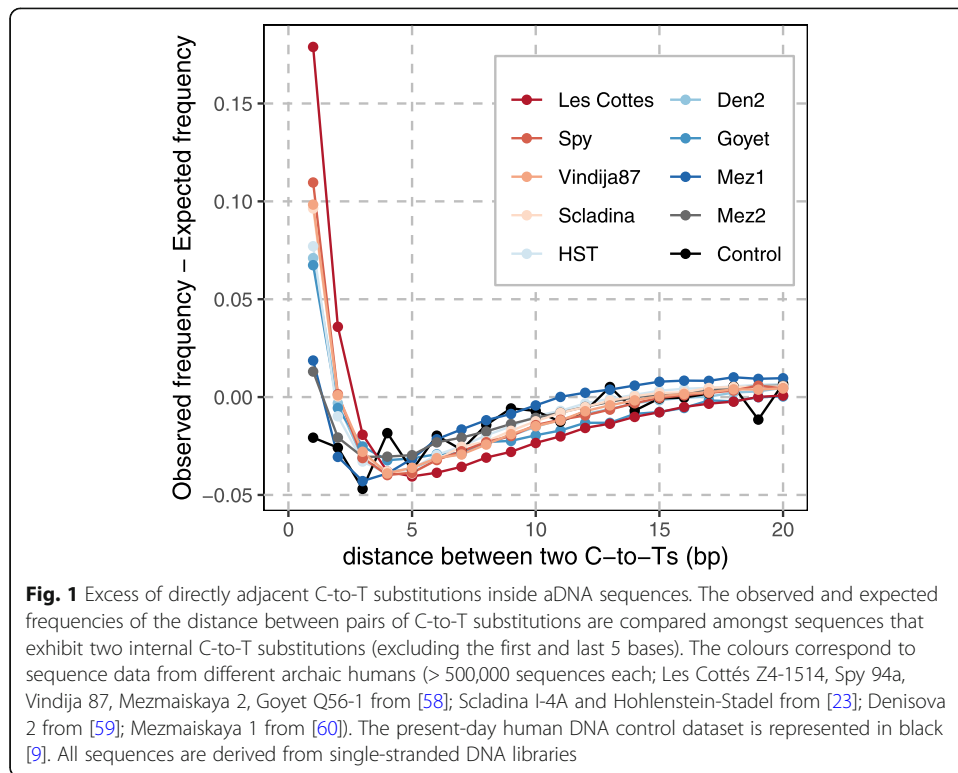 Observed frequency − Expected frequency
0.15
0.10
0.05
0.00
−0.05
Les Cottes
Spy
Vindija87
Scladina
HST
Den2
Goyet
Mez1
Mez2
Control
0 5 10 15 20
distance between two C−to−Ts (bp)
Fig. 1 Excess of directly adjacent C-to-T substitutions inside aDNA sequences. The observed and expected
frequencies of the distance between pairs of C-to-T substitutions are compared amongst sequences that
exhibit two internal C-to-T substitutions (excluding the first and last 5 bases). The colours correspond to
sequence data from different archaic humans (> 500,000 sequences each; Les Cottés Z4-1514, Spy 94a,
Vindija 87, Mezmaiskaya 2, Goyet Q56-1 from [58]; Scladina I-4A and Hohlenstein-Stadel from [23]; Denisova
2 from [59]; Mezmaiskaya 1 from [60]). The present-day human DNA control dataset is represented in black
[9]. All sequences are derived from single-stranded DNA libraries